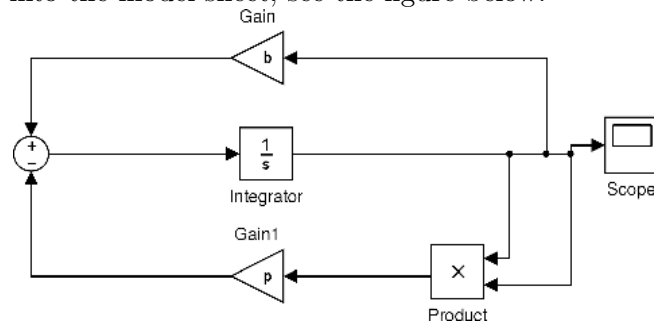 into the model sheet, see the figure below.
Gain
b
+
−
1
s
Integrator
Scope
Gain1
p
×
Product